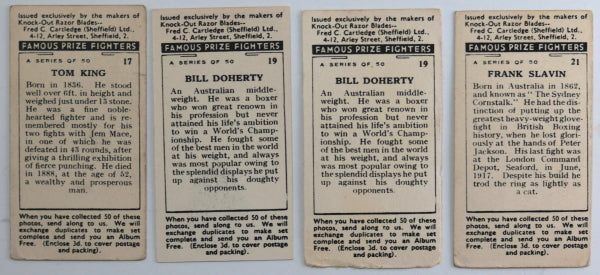 Issued exclusively by the makers of
Knock-Out Razor Blades—
Fred C. Cartledge (Sheffield) Ltd.,
4-12, Arley Street, Sheffield, 2.
FAMOUS PRIZE FIGHTERS
A SERIES OF 50
17
TOM KING
Born in 1836. He stood
well over 6ft. in height and
weighed just under 15 stone.
He was a fine noble-
hearted fighter and is re-
membered mostly for his
two fights with Jem Mace,
in one of which he was
defeated in 43 rounds, after
giving a thrilling exhibition
of fierce punching. He died
in 1888, at the age of 52,
a wealthy and prosperous
man.
When you have collected 50 of these
photos, send along to us. We will
exchange duplicates to make set
complete and send you an Album
Free. (Enclose 3d. to cover postage
and packing).
Issued exclusively by the makers of
Knock-Out Razor Blades—
Fred C. Cartledge (Sheffield) Ltd.,
4-12, Arley Street, Sheffield, 2.
FAMOUS PRIZE FIGHTERS
A SERIES OF 50
19
BILL DOHERTY
An Australian middle-
weight. He was a boxer
who won great renown in
his profession but never
attained his life's ambition
to win a World's Champ-
ionship. He fought some
of the best men in the world
at his weight, and always
was most popular owing to
the splendid displays he put
up against his doughty
opponents.
When you have collected 50 of these
photos, send along to us. We will
exchange duplicates to make set
complete and send you an Album
Free. (Enclose 3d. to cover postage
and packing).
Issued exclusively by the makers of
Knock-Out Razor Blades—
Fred C. Cartledge (Sheffield) Ltd.,
4-12, Arley Street, Sheffield, 2.
FAMOUS PRIZE FIGHTERS
A SERIES OF 50
19
BILL DOHERTY
An Australian middle-
weight. He was a boxer
who won great renown in
his profession but never
attained his life's ambition
to win a World's Champ-
ionship. He fought some
of the best men in the world
at his weight, and always
was most popular owing to
the splendid displays he put
up against his doughty
opponents.
When you have collected 50 of these
photos, send along to us. We will
exchange duplicates to make set
complete and send you an Album
Free. (Enclose 3d. to cover postage
and packing).
Issued exclusively by the makers of
Knock-Out Razor Blades—
Fred C. Cartledge (Sheffield) Ltd.,
4-12, Arley Street, Sheffield, 2.
FAMOUS PRIZE FIGHTERS
A SERIES OF 50
21
FRANK SLAVIN
Born in Australia in 1862,
and known as "The Sydney
Cornstalk." He had the dis-
tinction of putting up the
greatest heavy-weight glove-
fight in British Boxing
history, when he lost glori-
ously at the hands of Peter
Jackson. His last fight was
at the London Command
Depot, Seaford, in June,
1917. Despite his build he
trod the ring as lightly as
a cat.
When you have collected 50 of these
photos, send along to us. We will
exchange duplicates to make set
complete and send you an Album
Free. (Enclose 3d. to cover postage
and packing).